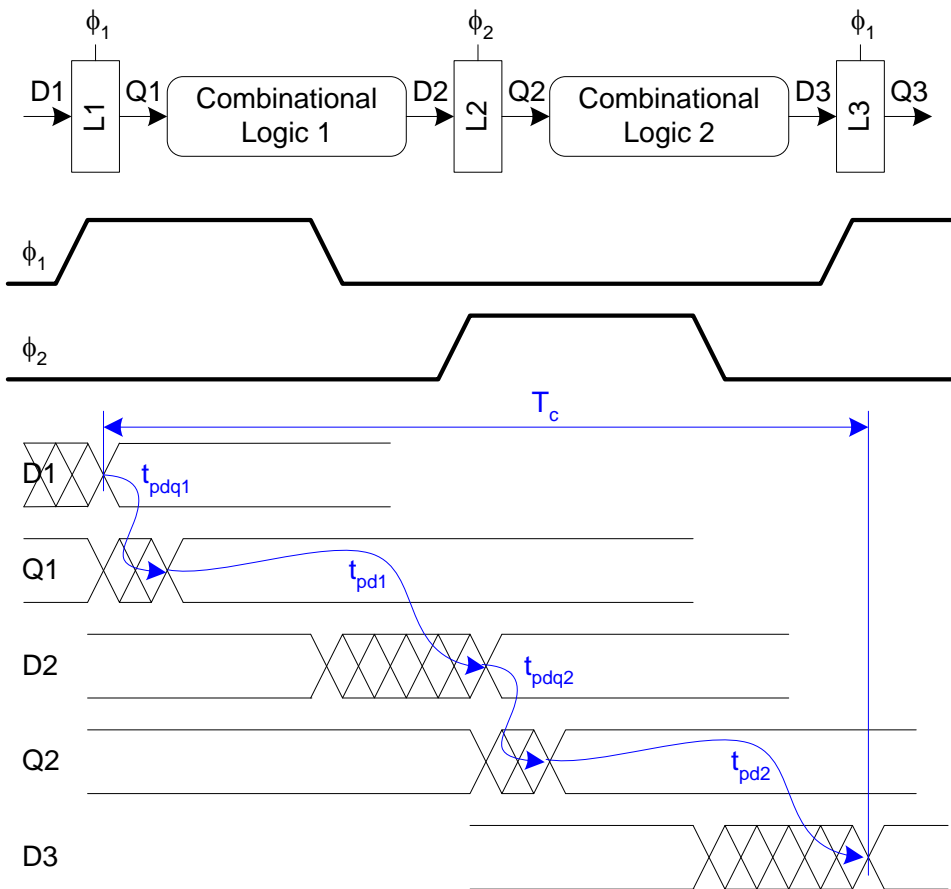 ϕ1 ϕ2 ϕ1
D1 L1 Q1 Combinational Logic 1 D2 L2 Q2 Combinational Logic 2 D3 L3 Q3
ϕ1
ϕ2
Tc
D1 tpdq1
Q1 tpd1
D2 tpdq2
Q2 tpd2
D3